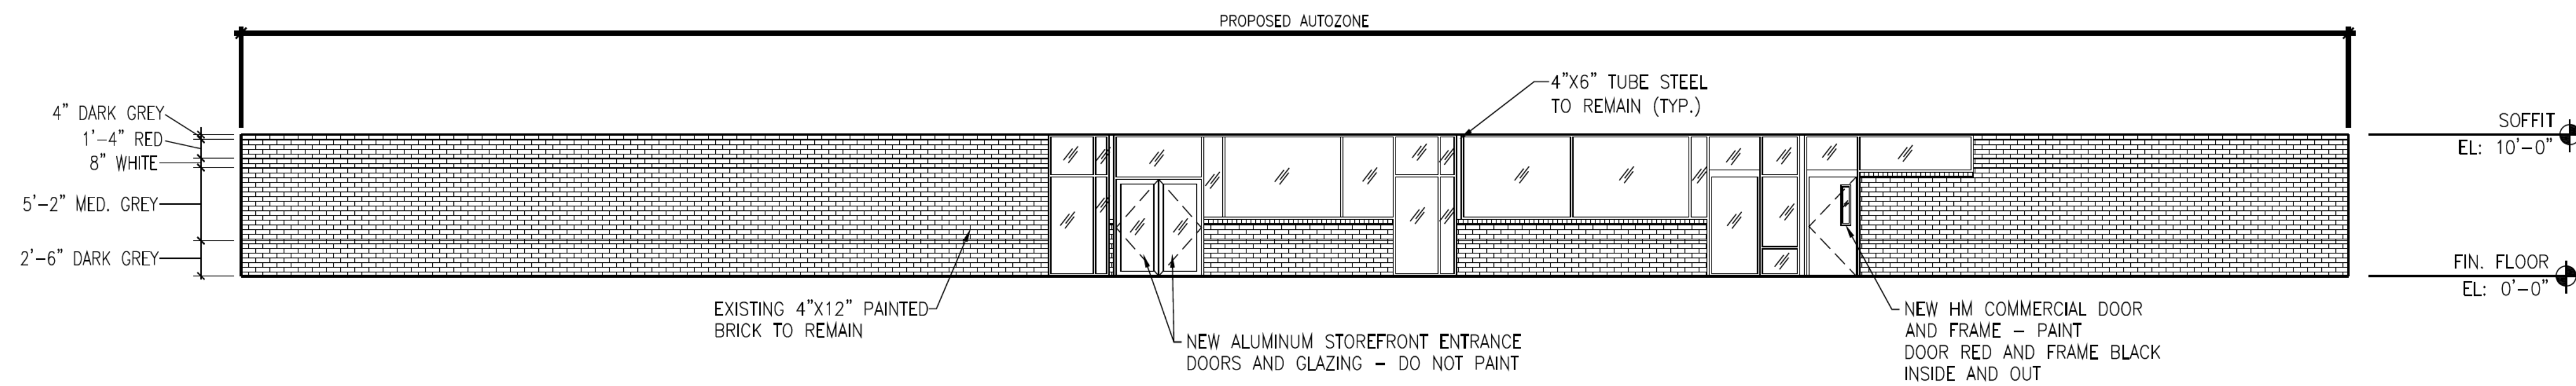 PROPOSED AUTOZONE
4"X6" TUBE STEEL
TO REMAIN (TYP.)
4" DARK GREY
1'-4" RED
8" WHITE
5'-2" MED. GREY
2'-6" DARK GREY
SOFFIT
EL: 10'-0"
FIN. FLOOR
EL: 0'-0"
EXISTING 4"X12" PAINTED
BRICK TO REMAIN
NEW ALUMINUM STOREFRONT ENTRANCE
DOORS AND GLAZING - DO NOT PAINT
NEW HM COMMERCIAL DOOR
AND FRAME - PAINT
DOOR RED AND FRAME BLACK
INSIDE AND OUT